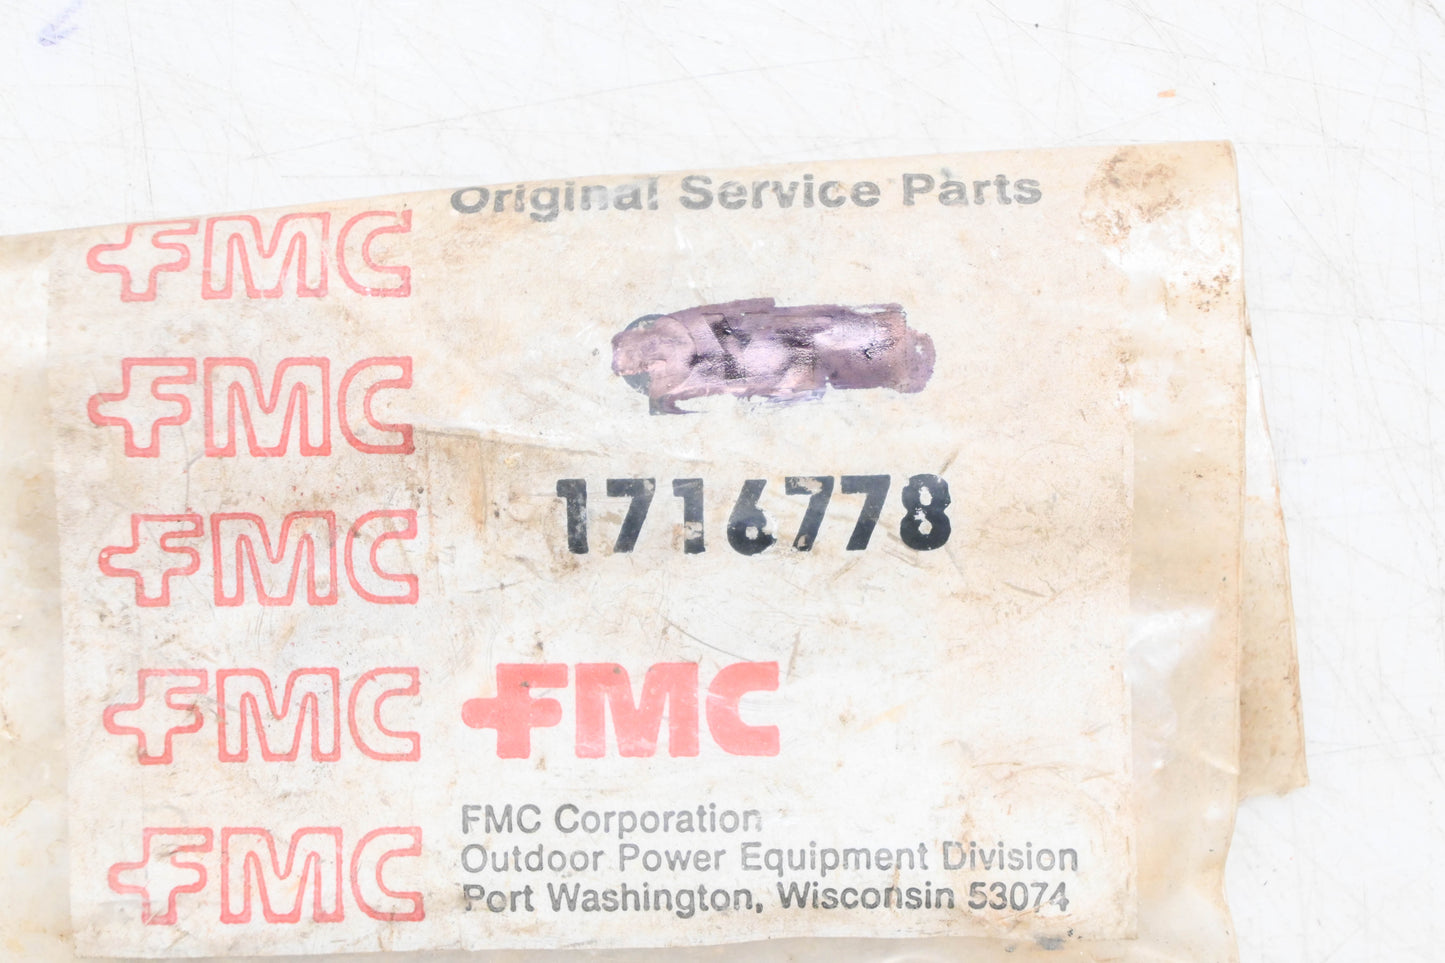 Original Service Parts
FMC
FMC
FMC
FMC
FMC
1716778
FMC
FMC Corporation
Outdoor Power Equipment Division
Port Washington, Wisconsin 53074